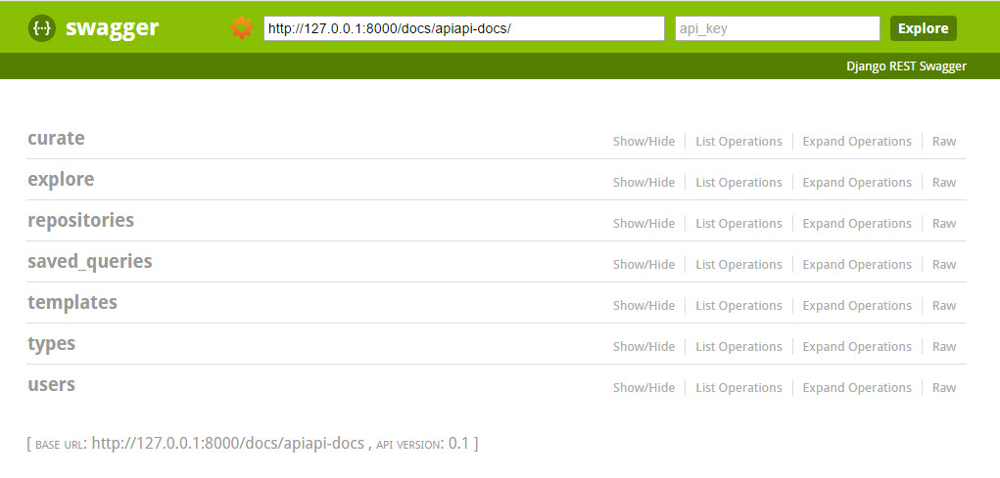 {··} swagger http://127.0.0.1:8000/docs/apiapi-docs/ api_key Explore
Django REST Swagger
curate Show/Hide List Operations Expand Operations Raw
explore Show/Hide List Operations Expand Operations Raw
repositories Show/Hide List Operations Expand Operations Raw
saved_queries Show/Hide List Operations Expand Operations Raw
templates Show/Hide List Operations Expand Operations Raw
types Show/Hide List Operations Expand Operations Raw
users Show/Hide List Operations Expand Operations Raw
[ BASE URL: http://127.0.0.1:8000/docs/apiapi-docs , API VERSION: 0.1 ]